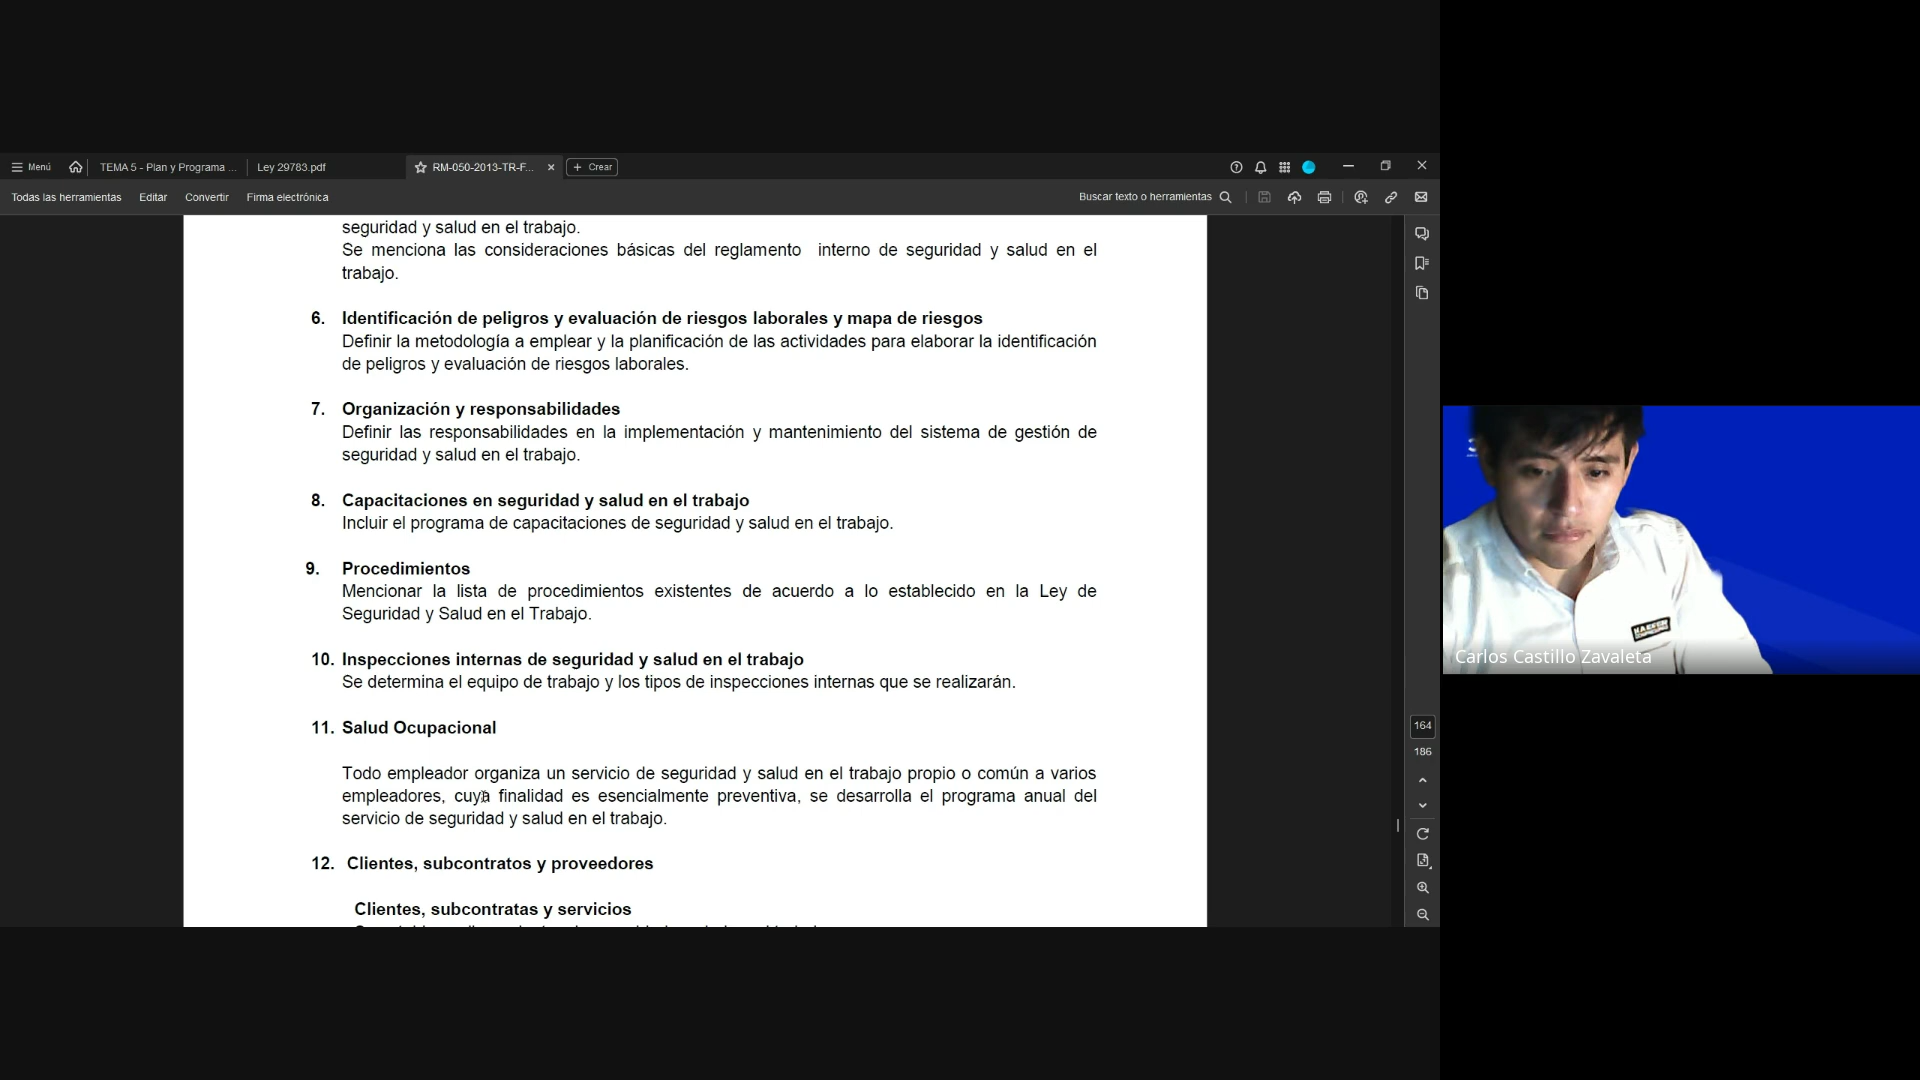 Menú
TEMA 5 - Plan y Programa ...
Ley 29783.pdf
RM-050-2013-TR-F...
Crear
Todas las herramientas
Editar
Convertir
Firma electrónica
Buscar texto o herramientas
seguridad y salud en el trabajo.
Se menciona las consideraciones básicas del reglamento interno de seguridad y salud en el
trabajo.
6. Identificación de peligros y evaluación de riesgos laborales y mapa de riesgos
Definir la metodología a emplear y la planificación de las actividades para elaborar la identificación
de peligros y evaluación de riesgos laborales.
7. Organización y responsabilidades
Definir las responsabilidades en la implementación y mantenimiento del sistema de gestión de
seguridad y salud en el trabajo.
8. Capacitaciones en seguridad y salud en el trabajo
Incluir el programa de capacitaciones de seguridad y salud en el trabajo.
9. Procedimientos
Mencionar la lista de procedimientos existentes de acuerdo a lo establecido en la Ley de
Seguridad y Salud en el Trabajo.
10. Inspecciones internas de seguridad y salud en el trabajo
Se determina el equipo de trabajo y los tipos de inspecciones internas que se realizarán.
11. Salud Ocupacional
Todo empleador organiza un servicio de seguridad y salud en el trabajo propio o común a varios
empleadores, cuya finalidad es esencialmente preventiva, se desarrolla el programa anual del
servicio de seguridad y salud en el trabajo.
12. Clientes, subcontratos y proveedores
Clientes, subcontratas y servicios
164
186
Carlos Castillo Zavaleta